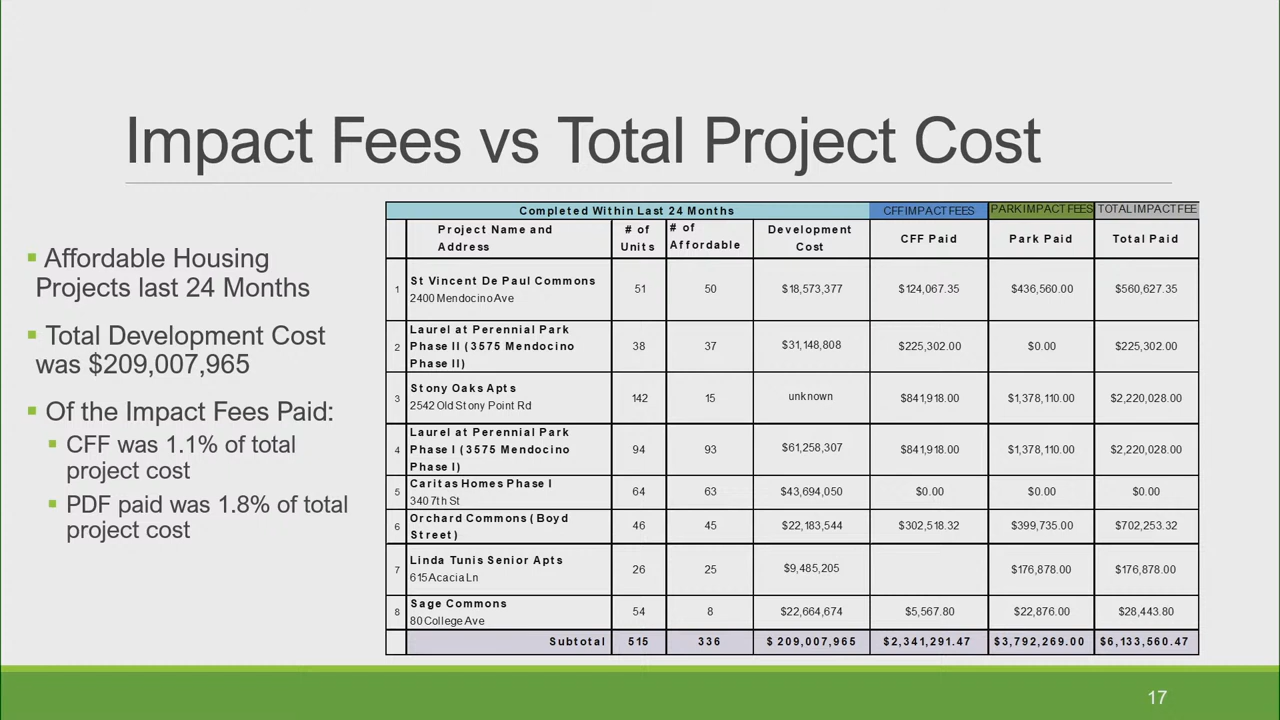 Impact Fees vs Total Project Cost
Affordable Housing
Projects last 24 Months
Total Development Cost
was $209,007,965
Of the Impact Fees Paid:
CFF was 1.1% of total
project cost
PDF paid was 1.8% of total
project cost
Completed Within Last 24 Months CFF IMPACT FEES PARK IMPACT FEES TOTAL IMPACT FEE
Project Name and Address # of Units # of Affordable Development Cost CFF Paid Park Paid Total Paid
1 St Vincent De Paul Commons 2400 Mendocino Ave 51 50 $18,573,377 $124,067.35 $436,560.00 $560,627.35
2 Laurel at Perennial Park Phase II (3575 Mendocino Phase II) 38 37 $31,148,808 $225,302.00 $0.00 $225,302.00
3 Stony Oaks Apts 2542 Old Stony Point Rd 142 15 unknown $841,918.00 $1,378,110.00 $2,220,028.00
4 Laurel at Perennial Park Phase I (3575 Mendocino Phase I) 94 93 $61,258,307 $841,918.00 $1,378,110.00 $2,220,028.00
5 Caritas Homes Phase I 340 7th St 64 63 $43,694,050 $0.00 $0.00 $0.00
6 Orchard Commons (Boyd Street) 46 45 $22,183,544 $302,518.32 $399,735.00 $702,253.32
7 Linda Tunis Senior Apts 615 Acacia Ln 26 25 $9,485,205 $176,878.00 $176,878.00
8 Sage Commons 80 College Ave 54 8 $22,664,674 $5,567.80 $22,876.00 $28,443.80
Subtotal 515 336 $ 209,007,965 $2,341,291.47 $3,792,269.00 $6,133,560.47
17